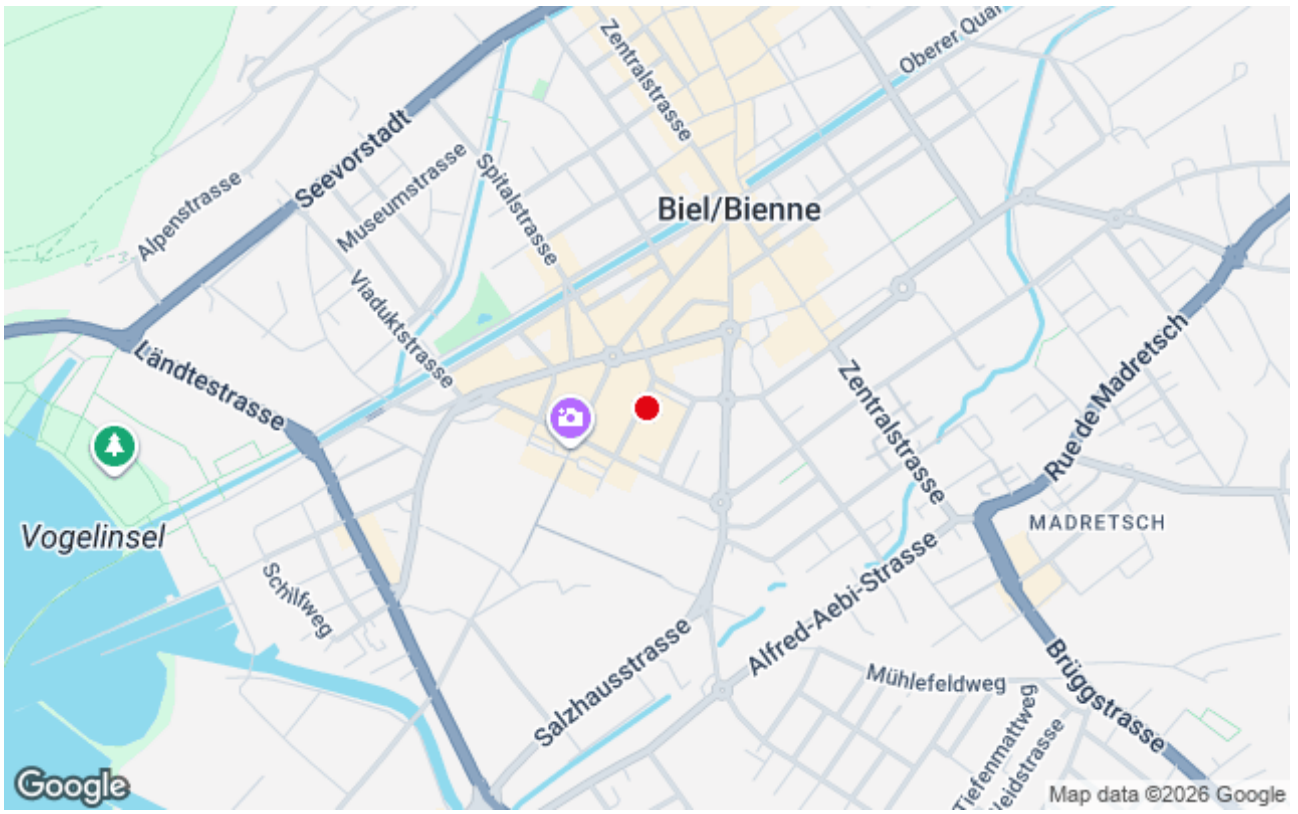 Zentralstrasse
Oberer Quai
Seevorstadt
Museumstrasse
Spitalstrasse
Alpenstrasse
Biel/Bienne
Viaduktstrasse
Ländtestrasse
Zentralstrasse
Rue de Madretsch
Vogelinsel
MADRETSCH
Schilfweg
Alfred-Aebi-Strasse
Salzhausstrasse
Mühlefeldweg
Brüggstrasse
Tiefenmattweg
Heidstrasse
Google
Map data ©2026 Google